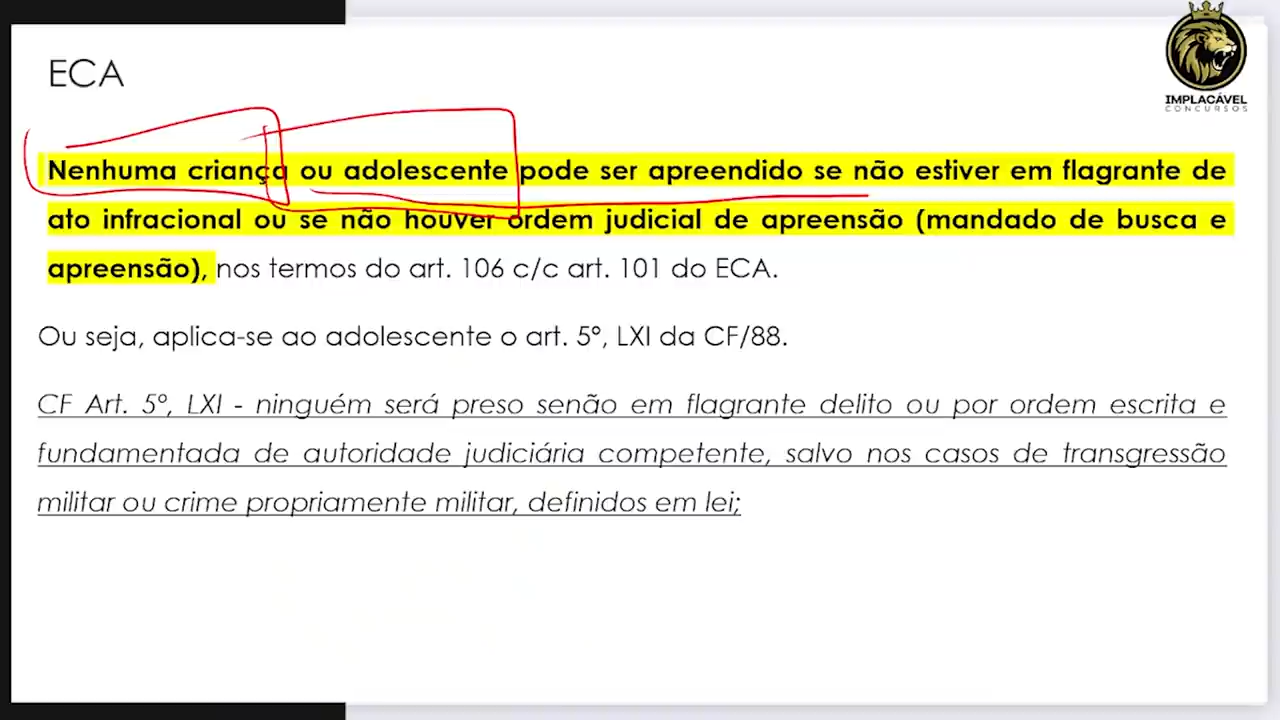 IMPLACÁVEL
CONCURSOS
ECA
Nenhuma criança ou adolescente pode ser apreendido se não estiver em flagrante de
ato infracional ou se não houver ordem judicial de apreensão (mandado de busca e
apreensão), nos termos do art. 106 c/c art. 101 do ECA.
Ou seja, aplica-se ao adolescente o art. 5º, LXI da CF/88.
CF Art. 5º, LXI - ninguém será preso senão em flagrante delito ou por ordem escrita e
fundamentada de autoridade judiciária competente, salvo nos casos de transgressão
militar ou crime propriamente militar, definidos em lei;